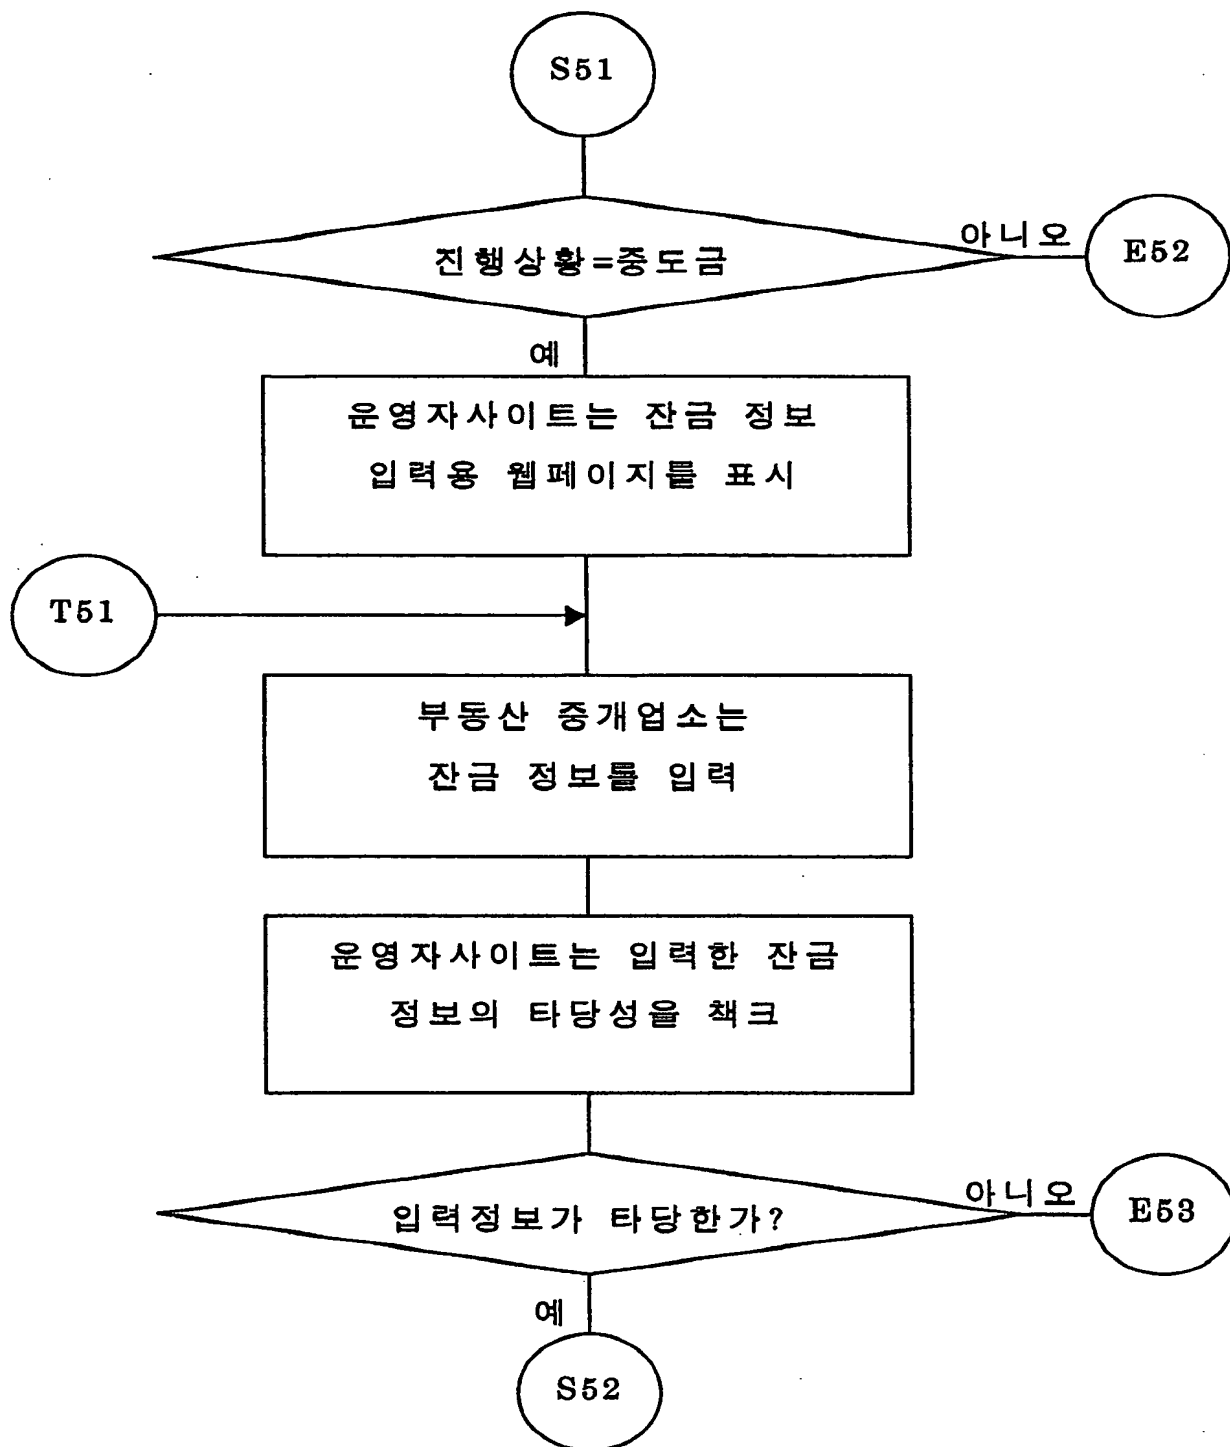 S51
진행상황=중도금
아니오
E52
예
운영자사이트는 잔금 정보
입력용 웹페이지를 표시
T51
부동산 중개업소는
잔금 정보를 입력
운영자사이트는 입력한 잔금
정보의 타당성을 책크
입력정보가 타당한가?
아니오
E53
예
S52